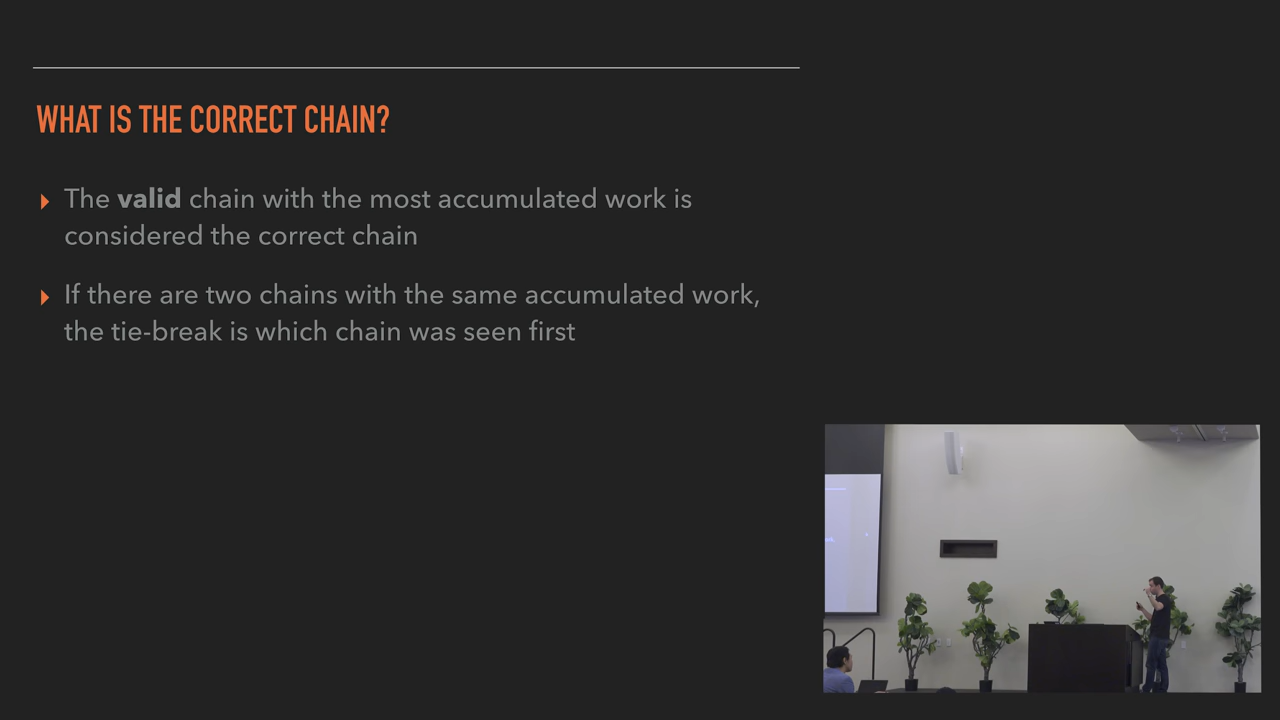 WHAT IS THE CORRECT CHAIN?
The valid chain with the most accumulated work is
considered the correct chain
If there are two chains with the same accumulated work,
the tie-break is which chain was seen first